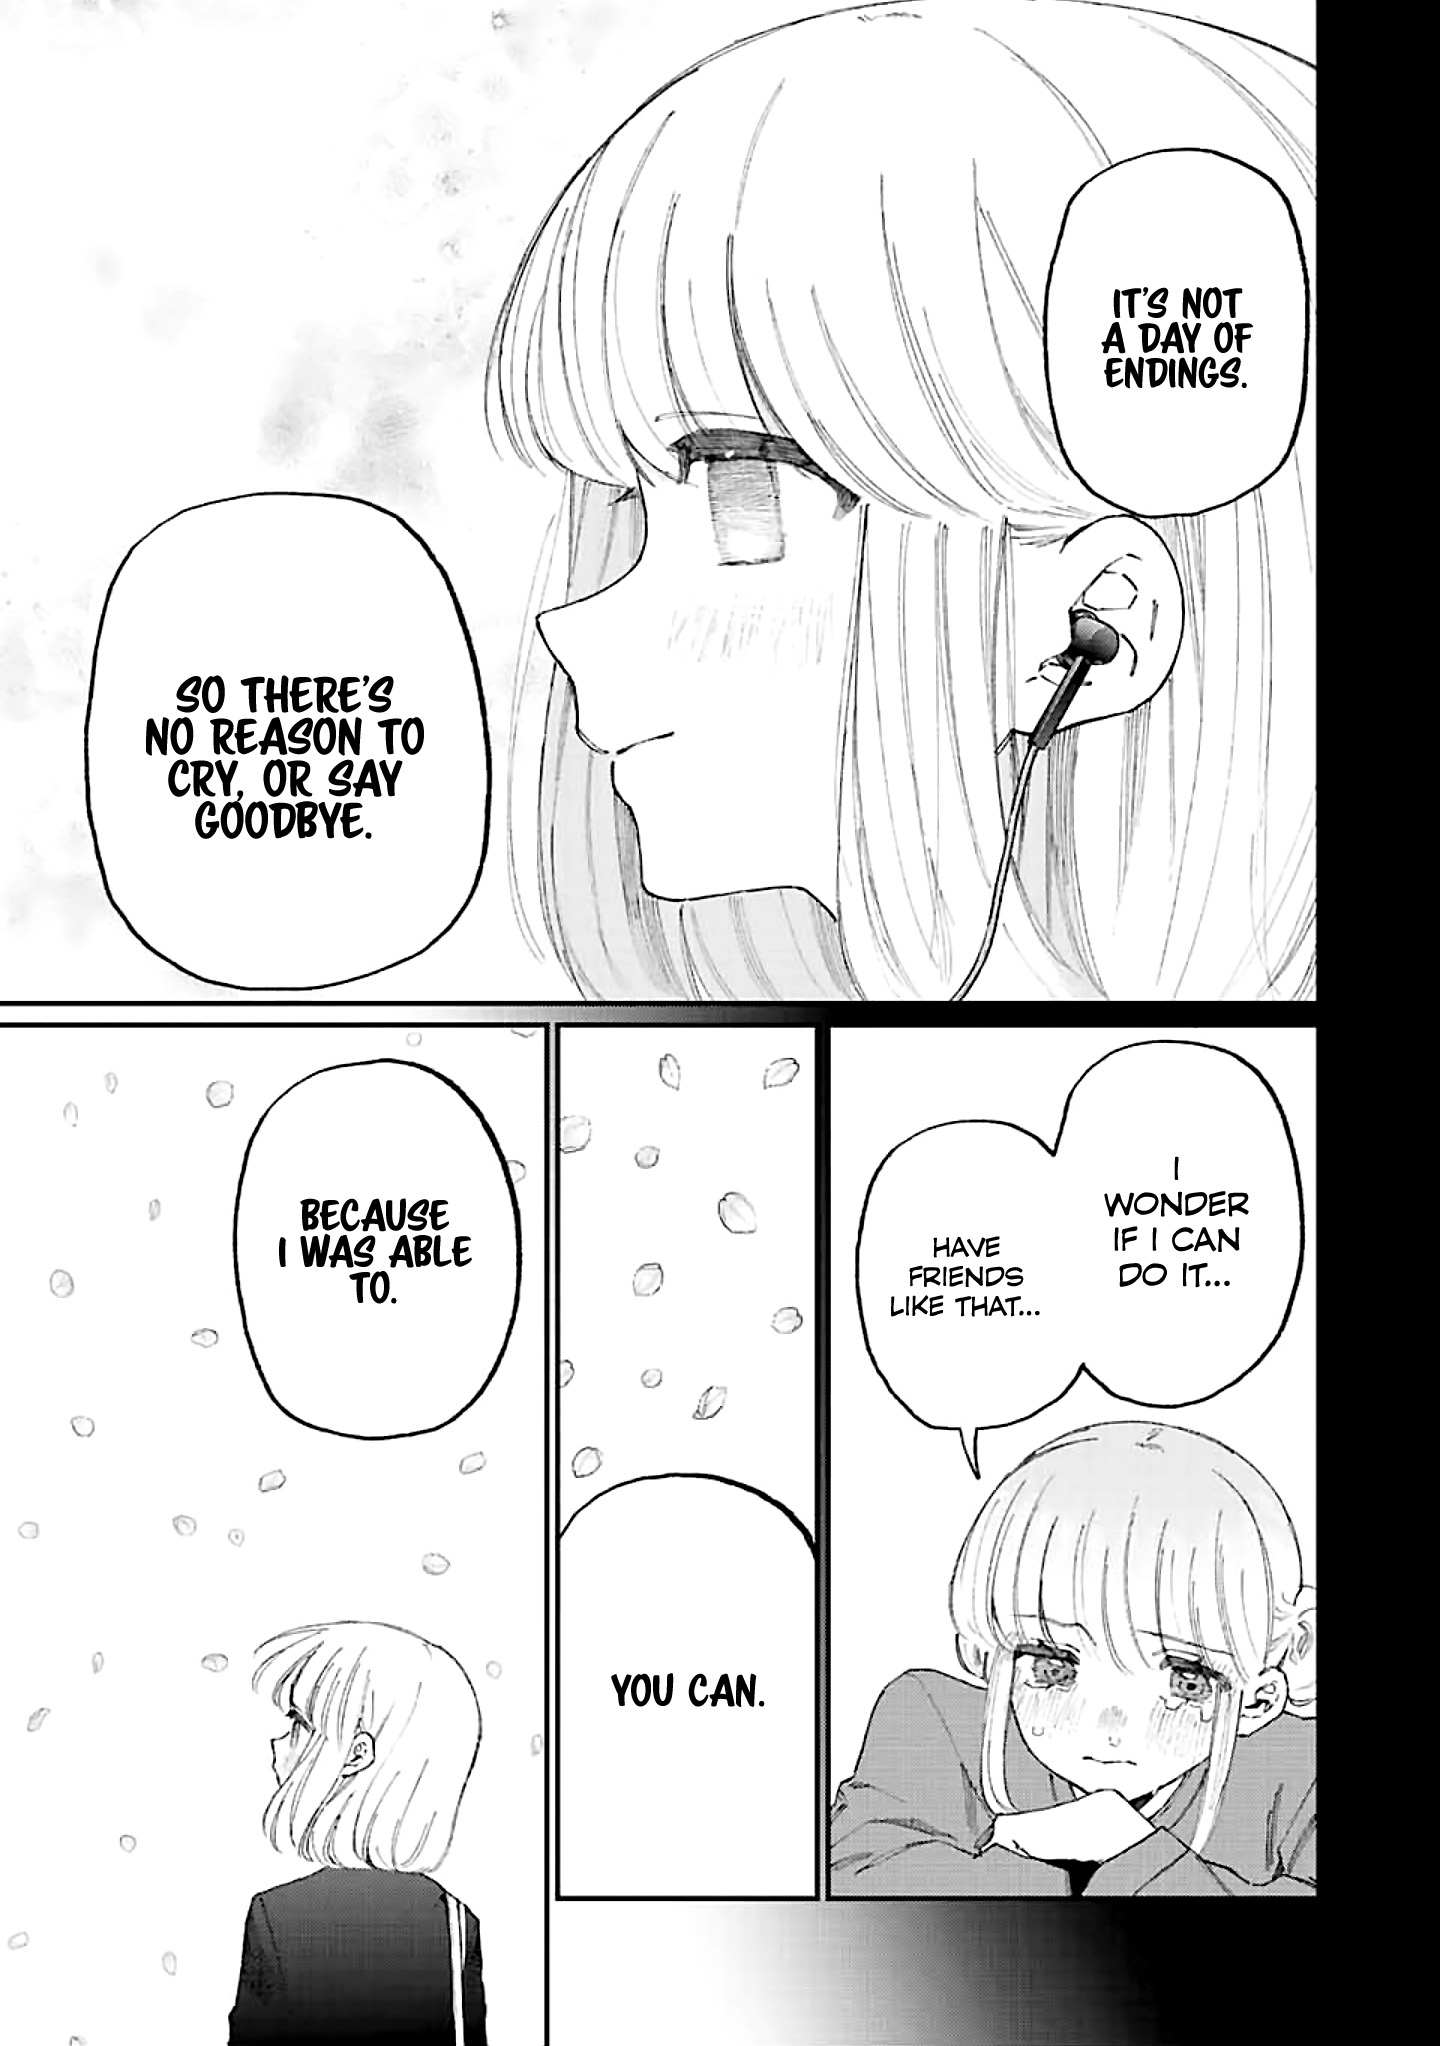 IT'S NOT
A DAY OF
ENDINGS.
SO THERE'S
NO REASON TO
CRY, OR SAY
GOODBYE.
I
WONDER
IF I CAN
DO IT...
HAVE
FRIENDS
LIKE THAT...
YOU CAN.
BECAUSE
I WAS ABLE
TO.